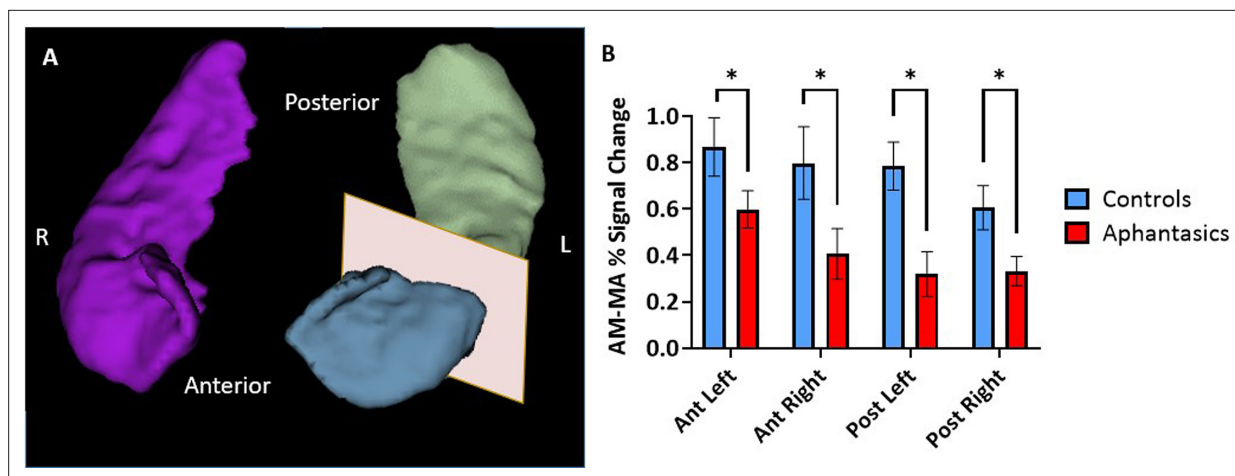 A
Posterior
R
L
Anterior
B
* * * *
AM-MA % Signal Change
1.0
0.8
0.6
0.4
0.2
0.0
Ant Left
Ant Right
Post Left
Post Right
Controls
Aphantasics